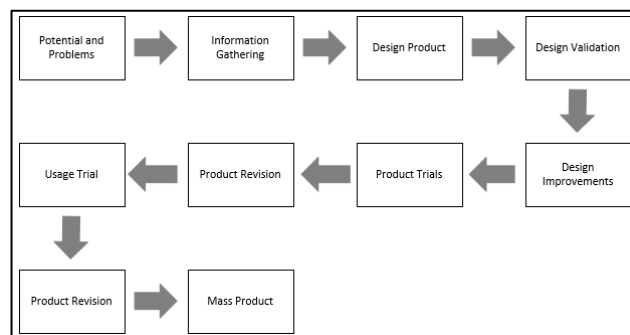 Potential and
Problems
Information
Gathering
Design Product
Design Validation
Design
Improvements
Product Trials
Product Revision
Usage Trial
Product Revision
Mass Product